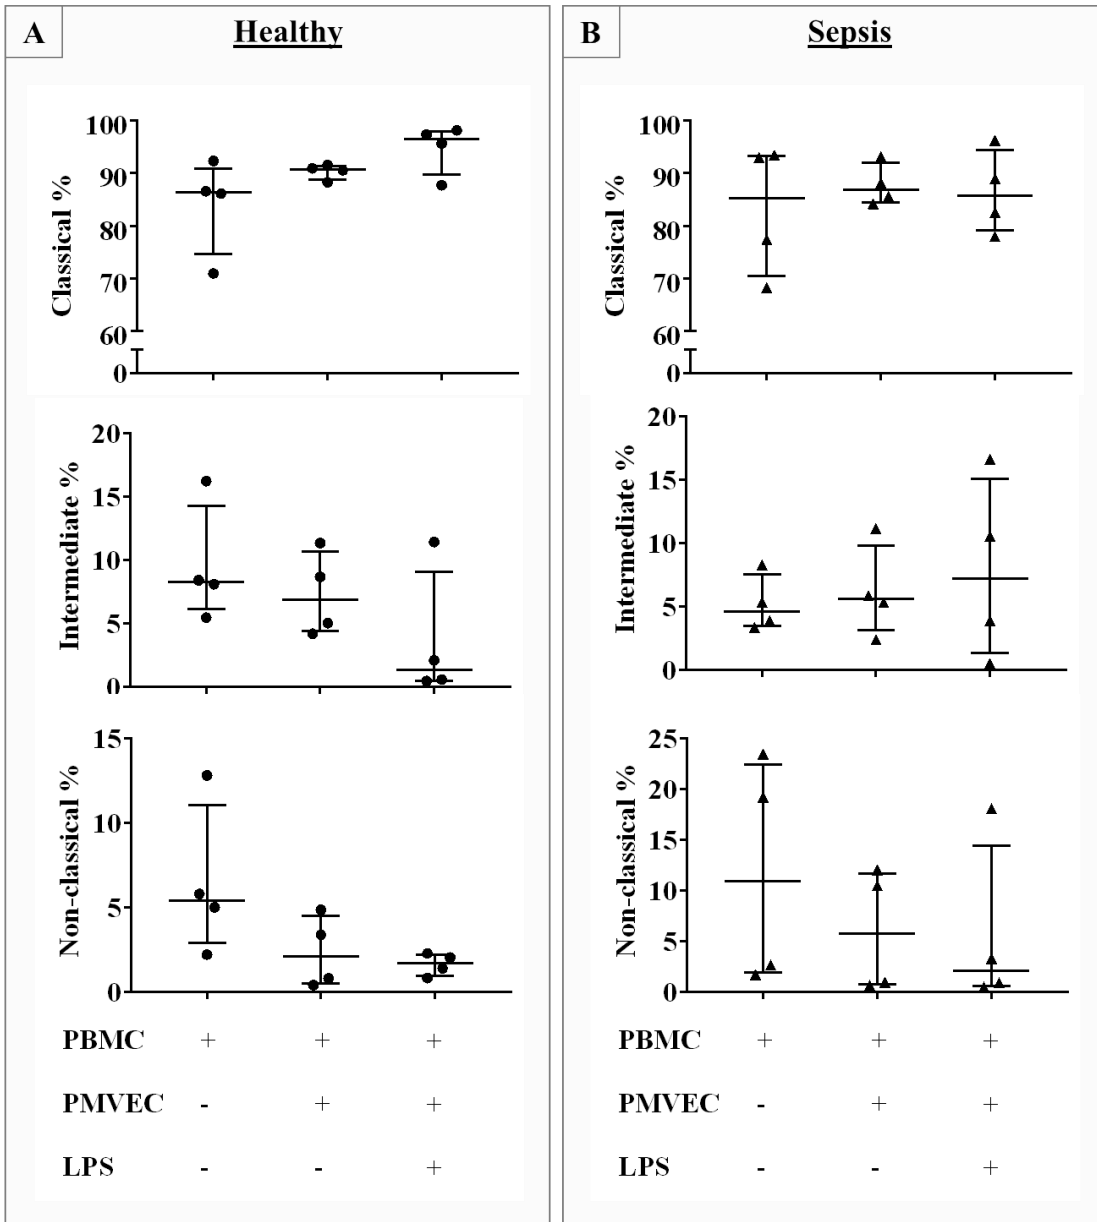 A
Healthy
Classical %
100
90
80
70
60
0
Intermediate %
20
15
10
5
0
Non-classical %
15
10
5
0
PBMC + + +
PMVEC - + +
LPS - - +
B
Sepsis
Classical %
100
90
80
70
60
0
Intermediate %
20
15
10
5
0
Non-classical %
25
20
15
10
5
0
PBMC + + +
PMVEC - + +
LPS - - +